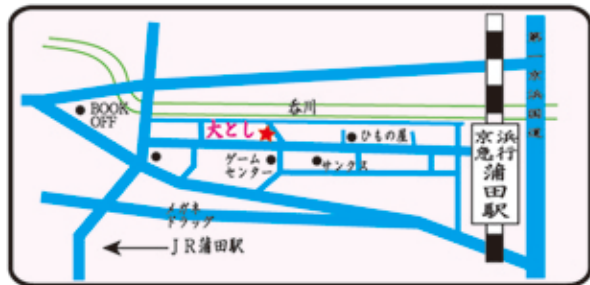 BOOK
OFF
呑川
大とし
ひもの屋
ゲーム
センター
サンクス
メガネ
ドラッグ
JR蒲田駅
京浜
急行
蒲田駅
第一京浜国道